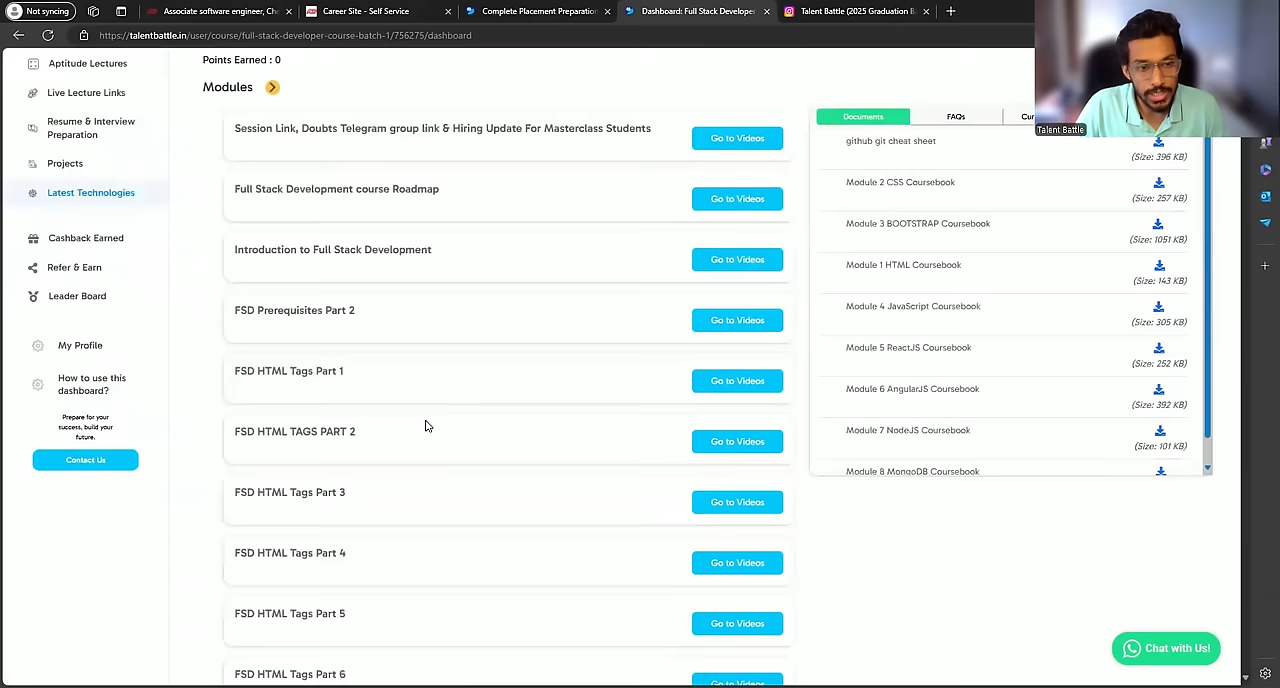 Not syncing
Associate software engineer, Che
Career Site - Self Service
Complete Placement Preparation
Dashboard: Full Stack Developer
Talent Battle (2025 Graduation B
https://talentbattle.in/user/course/full-stack-developer-course-batch-1/756275/dashboard
Talent Battle
Aptitude Lectures
Live Lecture Links
Resume & Interview
Preparation
Projects
Latest Technologies
Cashback Earned
Refer & Earn
Leader Board
My Profile
How to use this
dashboard?
Prepare for your
success, build your
future.
Contact Us
Points Earned : 0
Modules
Session Link, Doubts Telegram group link & Hiring Update For Masterclass Students
Go to Videos
Full Stack Development course Roadmap
Go to Videos
Introduction to Full Stack Development
Go to Videos
FSD Prerequisites Part 2
Go to Videos
FSD HTML Tags Part 1
Go to Videos
FSD HTML TAGS PART 2
Go to Videos
FSD HTML Tags Part 3
Go to Videos
FSD HTML Tags Part 4
Go to Videos
FSD HTML Tags Part 5
Go to Videos
FSD HTML Tags Part 6
Go to Videos
Documents
FAQs
Cur
github git cheat sheet
(Size: 396 KB)
Module 2 CSS Coursebook
(Size: 257 KB)
Module 3 BOOTSTRAP Coursebook
(Size: 1051 KB)
Module 1 HTML Coursebook
(Size: 143 KB)
Module 4 JavaScript Coursebook
(Size: 305 KB)
Module 5 ReactJS Coursebook
(Size: 252 KB)
Module 6 AngularJS Coursebook
(Size: 392 KB)
Module 7 NodeJS Coursebook
(Size: 101 KB)
Module 8 MongoDB Coursebook
Chat with Us!